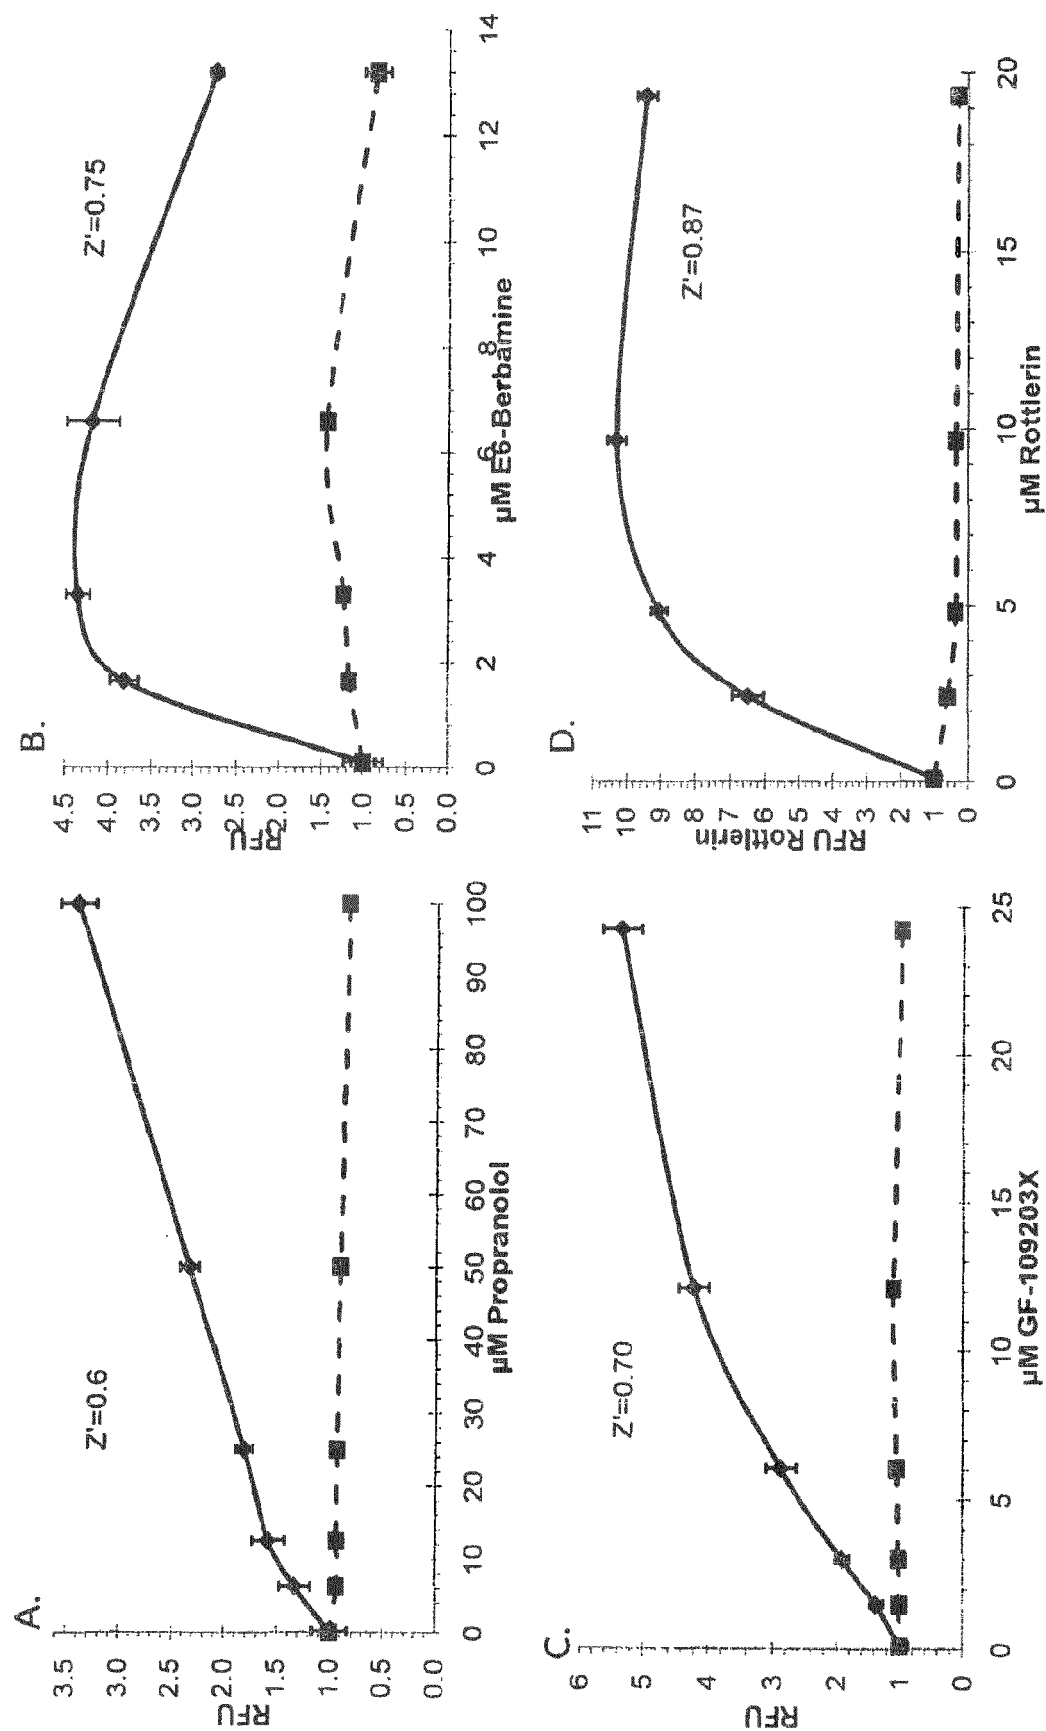 A.
3.5
3.0
2.5
2.0
1.5
1.0
0.5
0.0
RFU
Z'=0.6
0 10 20 30 40 50 60 70 80 90 100
µM Propranolol
B.
4.5
4.0
3.5
3.0
2.5
2.0
1.5
1.0
0.5
0.0
RFU
Z'=0.75
0 2 4 6 8 10 12 14
µM E6-Berbamine
C.
6
5
4
3
2
1
0
RFU
Z'=0.70
0 5 10 15 20 25
µM GF-109203X
D.
11
10
9
8
7
6
5
4
3
2
1
0
RFU Rottlerin
Z'=0.87
0 5 10 15 20
µM Rottlerin